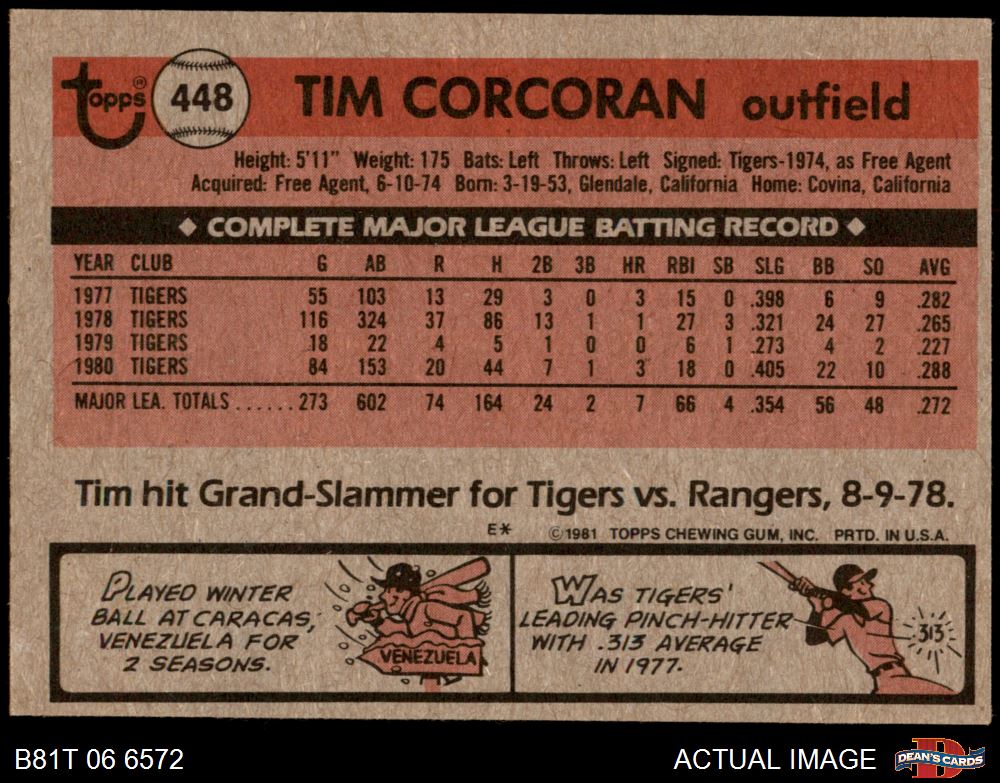 Topps® 448 TIM CORCORAN outfield
Height: 5'11" Weight: 175 Bats: Left Throws: Left Signed: Tigers-1974, as Free Agent
Acquired: Free Agent, 6-10-74 Born: 3-19-53, Glendale, California Home: Covina, California
◆ COMPLETE MAJOR LEAGUE BATTING RECORD ◆
YEAR CLUB G AB R H 2B 3B HR RBI SB SLG BB SO AVG
1977 TIGERS 55 103 13 29 3 0 3 15 0 .398 6 9 .282
1978 TIGERS 116 324 37 86 13 1 1 27 3 .321 24 27 .265
1979 TIGERS 18 22 4 5 1 0 0 6 1 .273 4 2 .227
1980 TIGERS 84 153 20 44 7 1 3 18 0 .405 22 10 .288
MAJOR LEA. TOTALS ......273 602 74 164 24 2 7 66 4 .354 56 48 .272
Tim hit Grand-Slammer for Tigers vs. Rangers, 8-9-78.
E* ©1981 TOPPS CHEWING GUM, INC. PRTD. IN U.S.A.
PLAYED WINTER
BALL AT CARACAS,
VENEZUELA FOR
2 SEASONS.
VENEZUELA
WAS TIGERS'
LEADING PINCH-HITTER
WITH .313 AVERAGE
IN 1977.
.313
B81T 06 6572 ACTUAL IMAGE DEAN'S CARDS